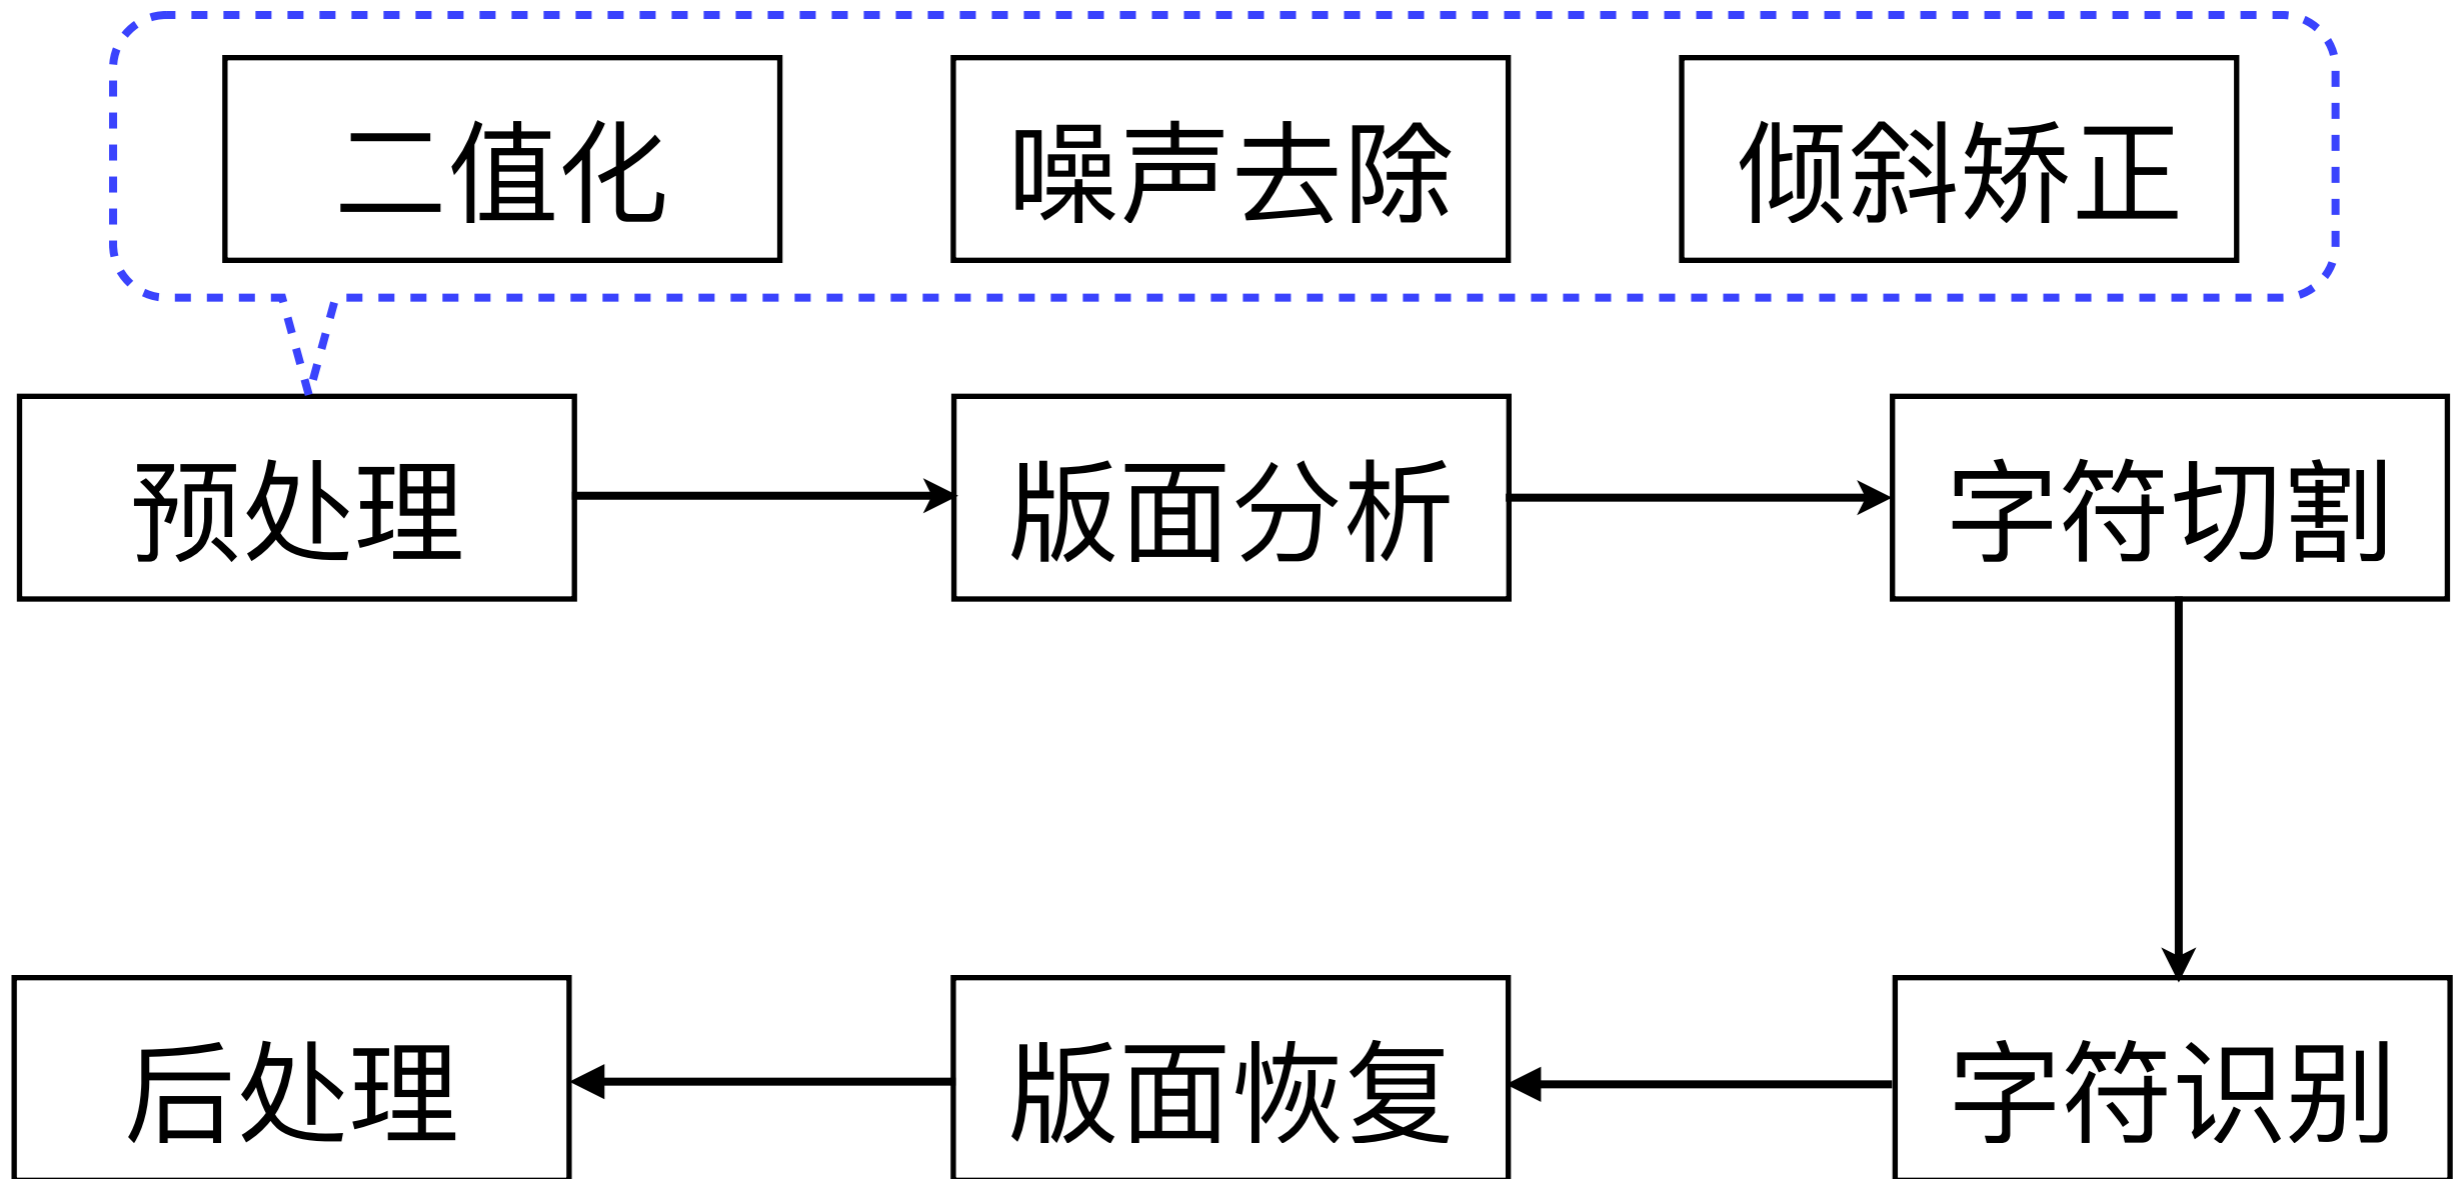 二值化
噪声去除
倾斜矫正
预处理
版面分析
字符切割
字符识别
版面恢复
后处理